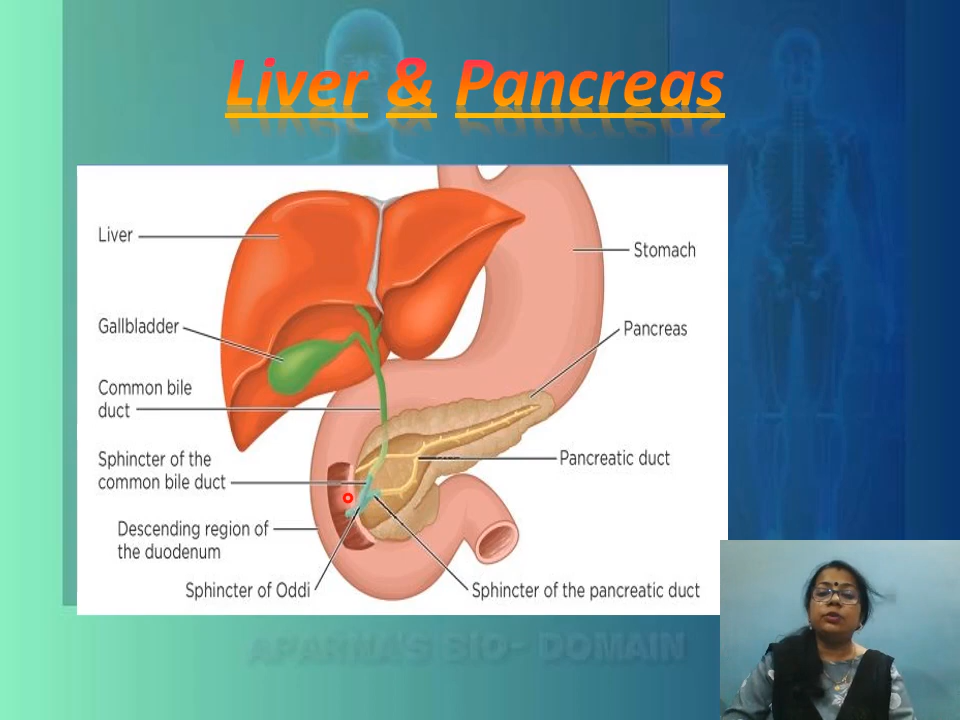 Liver & Pancreas
Liver
Stomach
Gallbladder
Pancreas
Common bile
duct
Sphincter of the
common bile duct
Pancreatic duct
Descending region of
the duodenum
Sphincter of Oddi
Sphincter of the pancreatic duct
APARNA'S BIO- DOMAIN